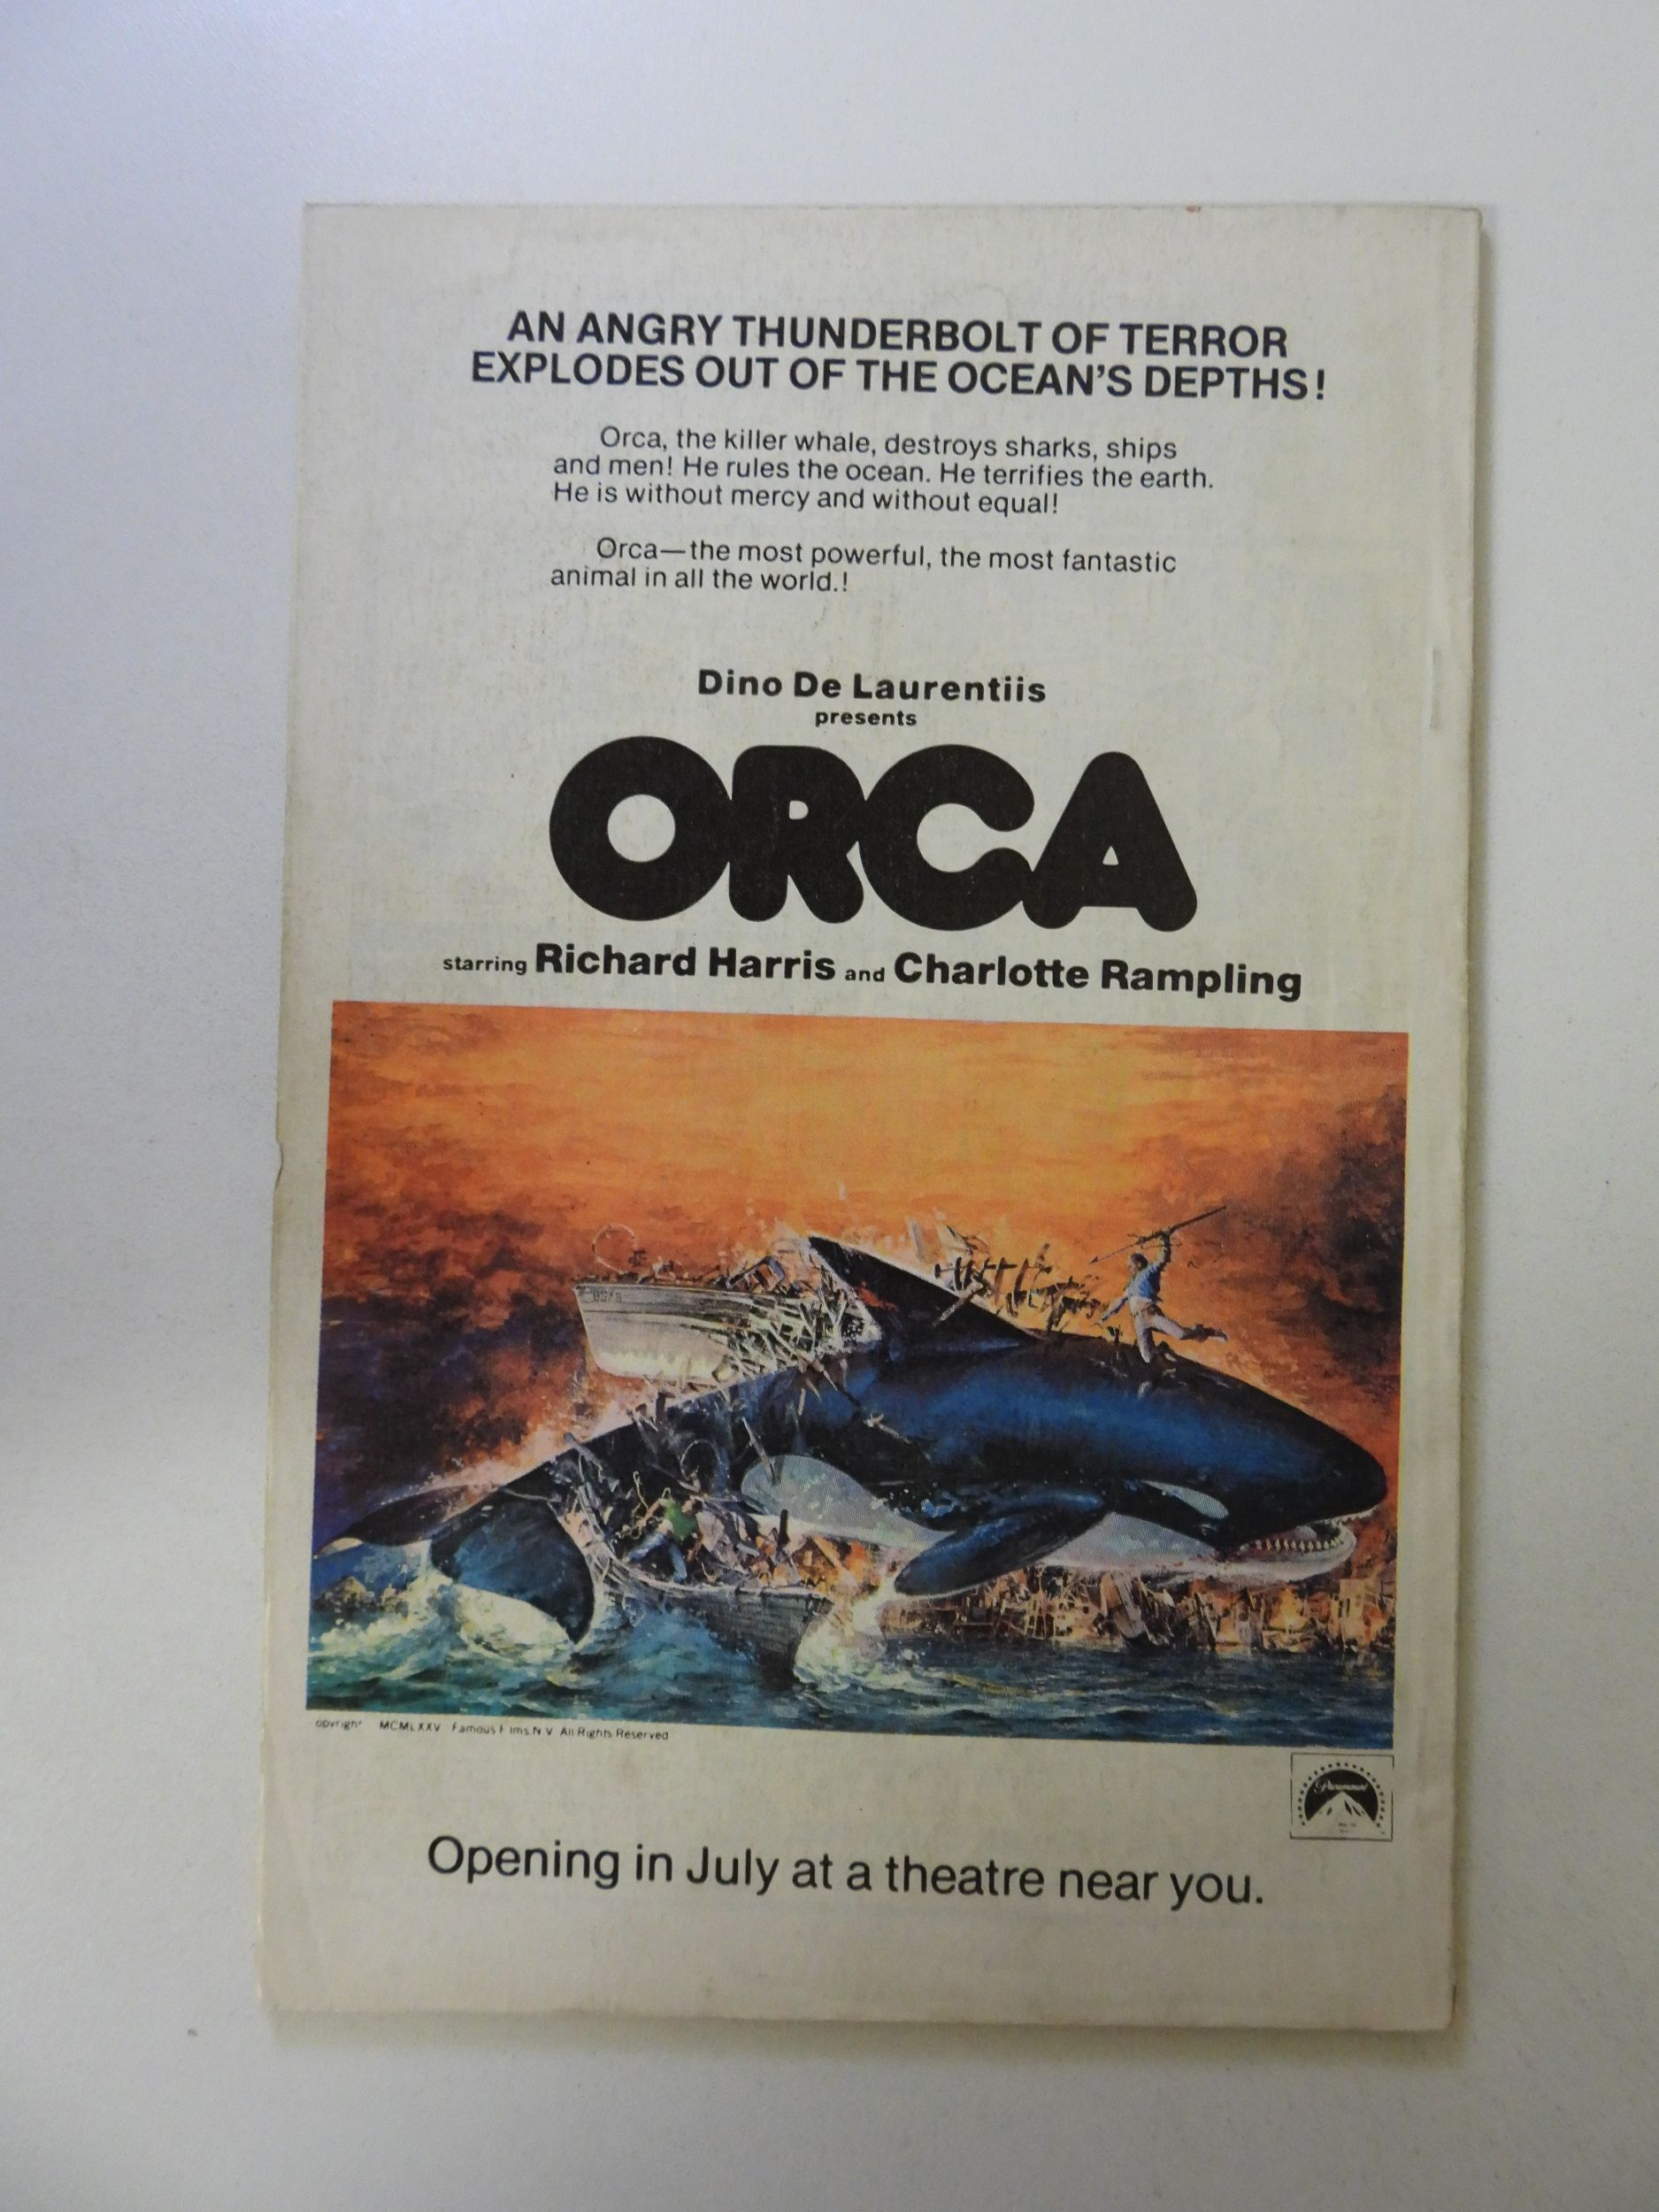 AN ANGRY THUNDERBOLT OF TERROR
EXPLODES OUT OF THE OCEAN'S DEPTHS!
Orca, the killer whale, destroys sharks, ships
and men! He rules the ocean. He terrifies the earth.
He is without mercy and without equal!
Orca—the most powerful, the most fantastic
animal in all the world.!
Dino De Laurentiis
presents
ORCA
starring Richard Harris and Charlotte Rampling
opyright MCMLXXV Famous F lms N V All Rights Reserved
Paramount
Opening in July at a theatre near you.